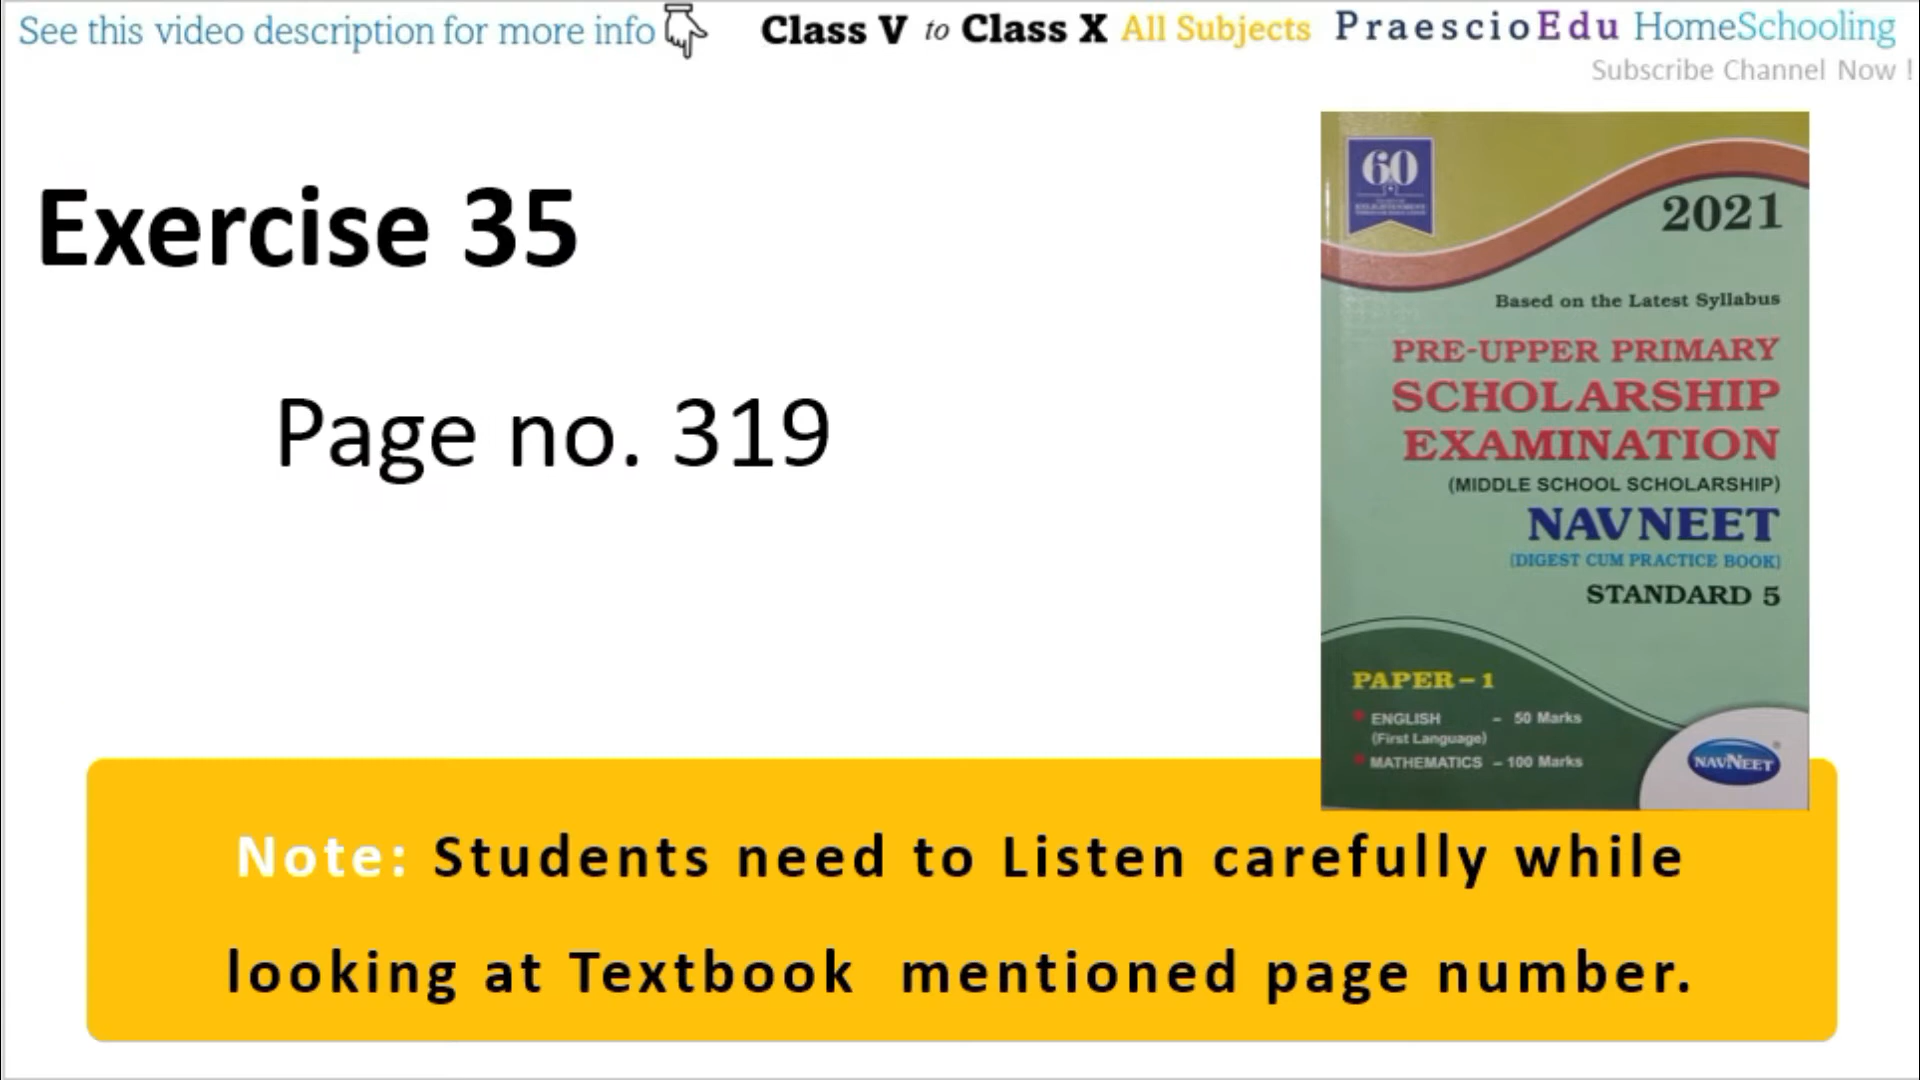 See this video description for more info
Class V to Class X All Subjects PraescioEdu HomeSchooling
Subscribe Channel Now !
Exercise 35
Page no. 319
60
2021
Based on the Latest Syllabus
PRE-UPPER PRIMARY
SCHOLARSHIP
EXAMINATION
(MIDDLE SCHOOL SCHOLARSHIP)
NAVNEET
(DIGEST CUM PRACTICE BOOK)
STANDARD 5
PAPER – 1
ENGLISH – 50 Marks
(First Language)
MATHEMATICS – 100 Marks
NAVNEET
Note: Students need to Listen carefully while
looking at Textbook mentioned page number.